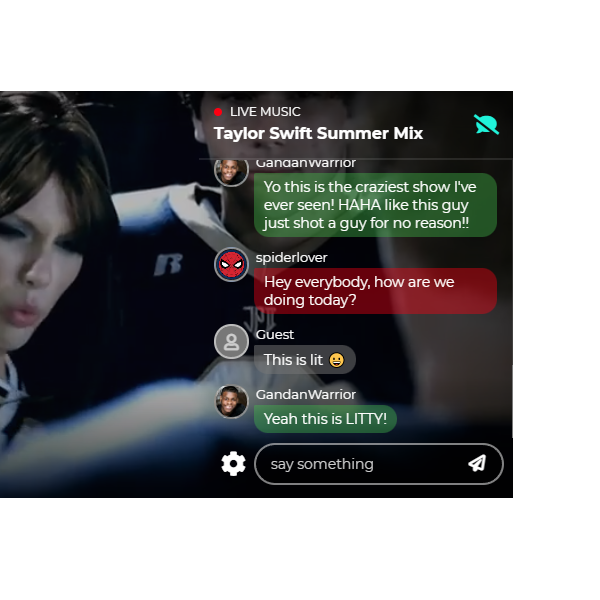 LIVE MUSIC
Taylor Swift Summer Mix
GandanWarrior
Yo this is the craziest show I've
ever seen! HAHA like this guy
just shot a guy for no reason!!
spiderlover
Hey everybody, how are we
doing today?
Guest
This is lit 😀
GandanWarrior
Yeah this is LITTY!
say something
R